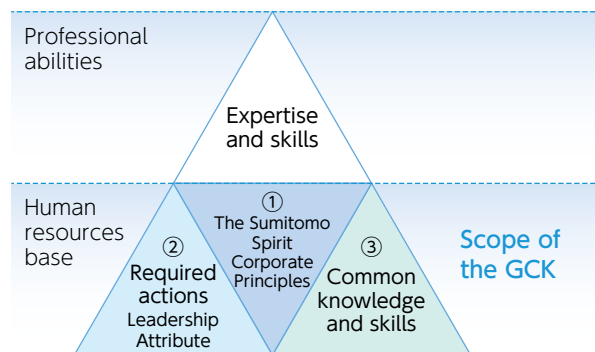 Professional
abilities
Expertise
and skills
Human
resources
base
①
The Sumitomo
Spirit
Corporate
Principles
②
Required
actions
Leadership
Attribute
③
Common
knowledge
and skills
Scope of
the GCK